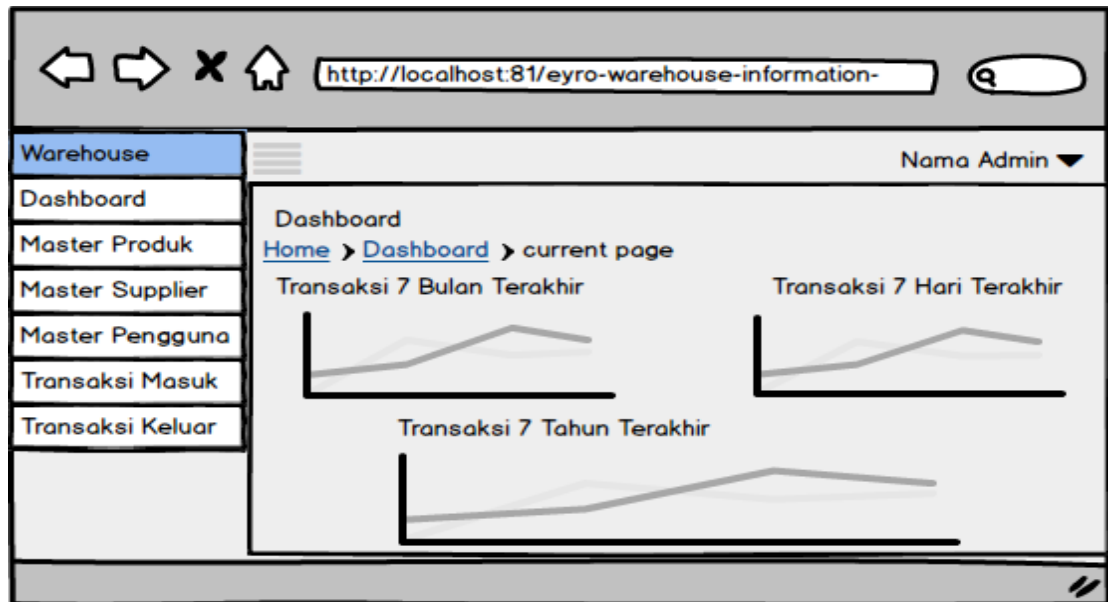 http://localhost:81/eyro-warehouse-information-
Warehouse
Nama Admin
Dashboard
Master Produk
Master Supplier
Master Pengguna
Transaksi Masuk
Transaksi Keluar
Dashboard
Home > Dashboard > current page
Transaksi 7 Bulan Terakhir
Transaksi 7 Hari Terakhir
Transaksi 7 Tahun Terakhir